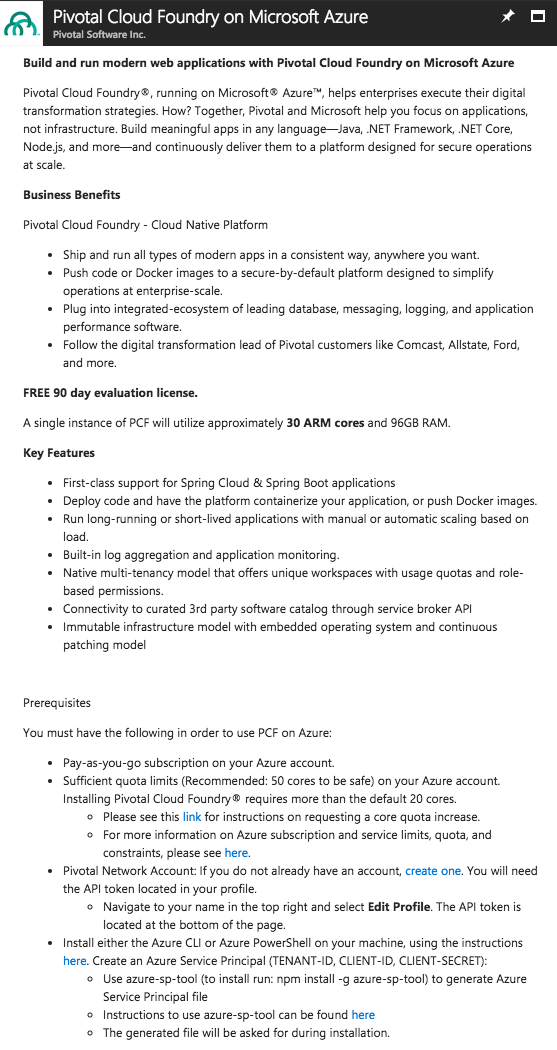 Pivotal Cloud Foundry on Microsoft Azure
Pivotal Software Inc.
Build and run modern web applications with Pivotal Cloud Foundry on Microsoft Azure
Pivotal Cloud Foundry®, running on Microsoft® Azure™, helps enterprises execute their digital
transformation strategies. How? Together, Pivotal and Microsoft help you focus on applications,
not infrastructure. Build meaningful apps in any language—Java, .NET Framework, .NET Core,
Node.js, and more—and continuously deliver them to a platform designed for secure operations
at scale.
Business Benefits
Pivotal Cloud Foundry - Cloud Native Platform
• Ship and run all types of modern apps in a consistent way, anywhere you want.
• Push code or Docker images to a secure-by-default platform designed to simplify
operations at enterprise-scale.
• Plug into integrated-ecosystem of leading database, messaging, logging, and application
performance software.
• Follow the digital transformation lead of Pivotal customers like Comcast, Allstate, Ford,
and more.
FREE 90 day evaluation license.
A single instance of PCF will utilize approximately 30 ARM cores and 96GB RAM.
Key Features
• First-class support for Spring Cloud & Spring Boot applications
• Deploy code and have the platform containerize your application, or push Docker images.
• Run long-running or short-lived applications with manual or automatic scaling based on
load.
• Built-in log aggregation and application monitoring.
• Native multi-tenancy model that offers unique workspaces with usage quotas and role-
based permissions.
• Connectivity to curated 3rd party software catalog through service broker API
• Immutable infrastructure model with embedded operating system and continuous
patching model
Prerequisites
You must have the following in order to use PCF on Azure:
• Pay-as-you-go subscription on your Azure account.
• Sufficient quota limits (Recommended: 50 cores to be safe) on your Azure account.
Installing Pivotal Cloud Foundry® requires more than the default 20 cores.
○ Please see this link for instructions on requesting a core quota increase.
○ For more information on Azure subscription and service limits, quota, and
constraints, please see here.
• Pivotal Network Account: If you do not already have an account, create one. You will need
the API token located in your profile.
○ Navigate to your name in the top right and select Edit Profile. The API token is
located at the bottom of the page.
• Install either the Azure CLI or Azure PowerShell on your machine, using the instructions
here. Create an Azure Service Principal (TENANT-ID, CLIENT-ID, CLIENT-SECRET):
○ Use azure-sp-tool (to install run: npm install -g azure-sp-tool) to generate Azure
Service Principal file
○ Instructions to use azure-sp-tool can be found here
○ The generated file will be asked for during installation.